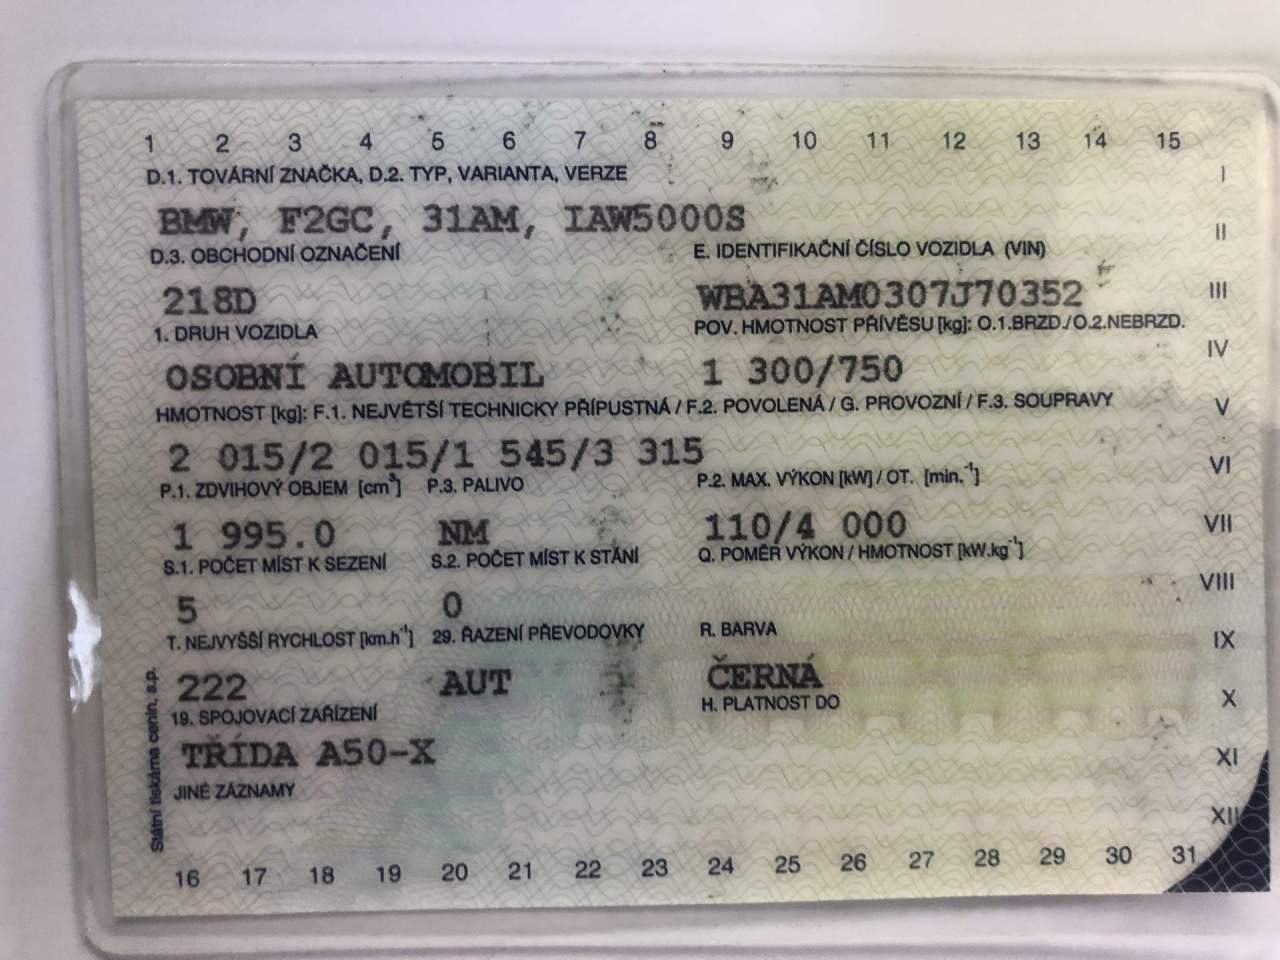 1 2 3 4 5 6 7 8 9 10 11 12 13 14 15
D.1. TOVÁRNÍ ZNAČKA, D.2. TYP, VARIANTA, VERZE I
BMW, F2GC, 31AM, IAW5000S II
D.3. OBCHODNÍ OZNAČENÍ E. IDENTIFIKAČNÍ ČÍSLO VOZIDLA (VIN)
218D WBA31AM0307J70352 III
1. DRUH VOZIDLA POV. HMOTNOST PŘÍVĚSU [kg]: O.1.BRZD./O.2.NEBRZD.
OSOBNÍ AUTOMOBIL 1 300/750 IV
HMOTNOST [kg]: F.1. NEJVĚTŠÍ TECHNICKY PŘÍPUSTNÁ / F.2. POVOLENÁ / G. PROVOZNÍ / F.3. SOUPRAVY V
2 015/2 015/1 545/3 315 VI
P.1. ZDVIHOVÝ OBJEM [cm³] P.3. PALIVO P.2. MAX. VÝKON [kW] / OT. [min.⁻¹]
1 995.0 NM 110/4 000 VII
S.1. POČET MÍST K SEZENÍ S.2. POČET MÍST K STÁNÍ Q. POMĚR VÝKON / HMOTNOST [kW.kg⁻¹]
5 0 VIII
T. NEJVYŠŠÍ RYCHLOST [km.h⁻¹] 29. ŘAZENÍ PŘEVODOVKY R. BARVA IX
222 AUT ČERNÁ
19. SPOJOVACÍ ZAŘÍZENÍ H. PLATNOST DO X
TŘÍDA A50-X XI
JINÉ ZÁZNAMY
XII
16 17 18 19 20 21 22 23 24 25 26 27 28 29 30 31
Státní tiskárna cenin, s.p.